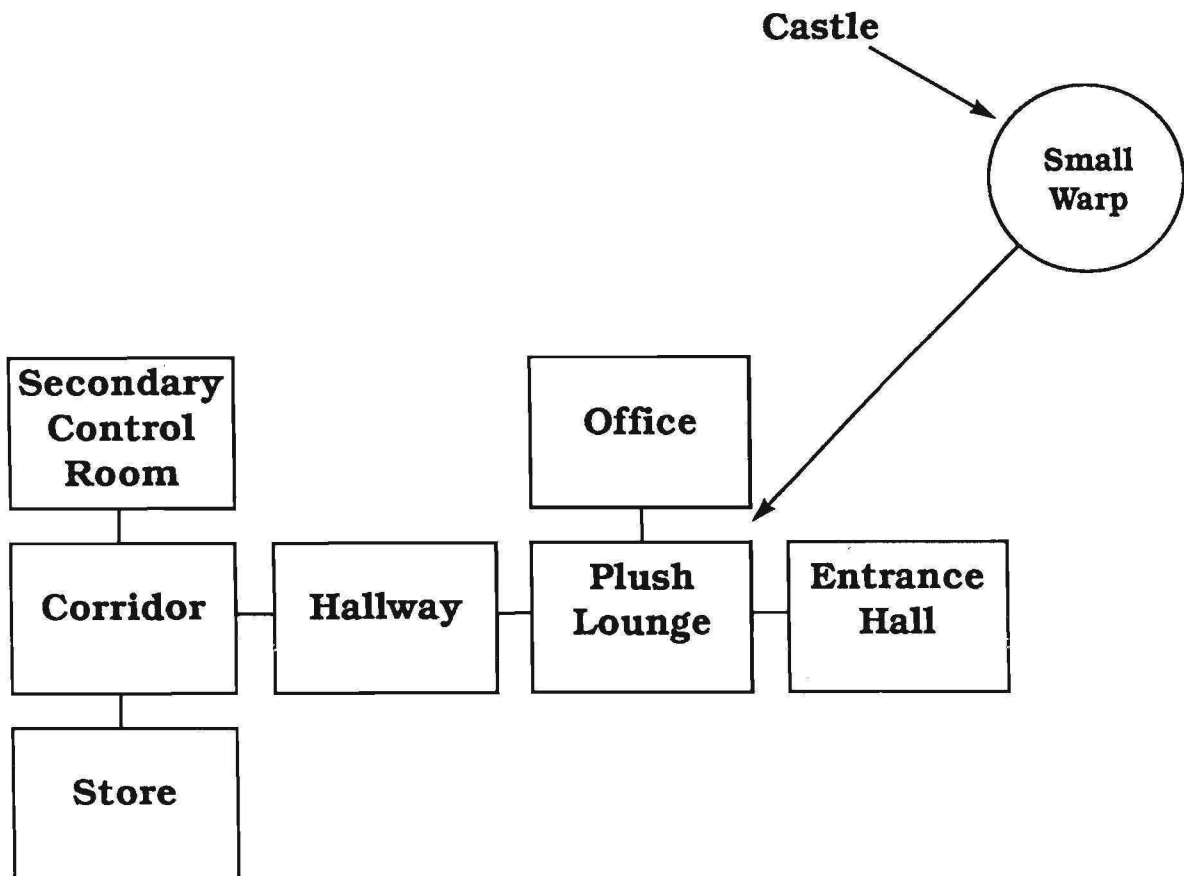 Castle
Small
Warp
Secondary
Control
Room
Office
Corridor
Hallway
Plush
Lounge
Entrance
Hall
Store